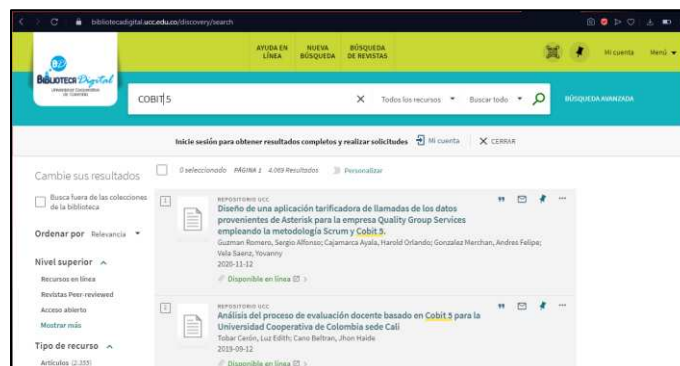 bibliotecadigital.ucc.edu.co/discovery/search
AYUDA EN LÍNEA
NUEVA BÚSQUEDA
BÚSQUEDA DE REVISTAS
Mi cuenta
Menú
BIBLIOTECA Digital
COBIT 5
Todos los recursos
Buscar todo
BÚSQUEDA AVANZADA
Inicie sesión para obtener resultados completos y realizar solicitudes
Mi cuenta
CERRAR
Cambie sus resultados
0 seleccionado PÁGINA 1 4.069 Resultados
Personalizar
Busca fuera de las colecciones
de la biblioteca
Ordenar por Relevancia
Nivel superior
Recursos en línea
Revistas Peer-reviewed
Acceso abierto
Mostrar más
Tipo de recurso
Artículos (2.355)
1
REPOSITORIO UCC
Diseño de una aplicación tarificadora de llamadas de los datos
provenientes de Asterisk para la empresa Quality Group Services
empleando la metodología Scrum y Cobit 5.
Guzman Romero, Sergio Alfonso; Cajamarca Ayala, Harold Orlando; Gonzalez Merchan, Andres Felipe;
Vela Saenz, Yovanny
2020-11-12
Disponible en línea
REPOSITORIO UCC
Análisis del proceso de evaluación docente basado en Cobit 5 para la
Universidad Cooperativa de Colombia sede Cali
Tobar Cerón, Luz Edith; Cano Beltran, Jhon Haide
2019-09-12
Disponible en línea